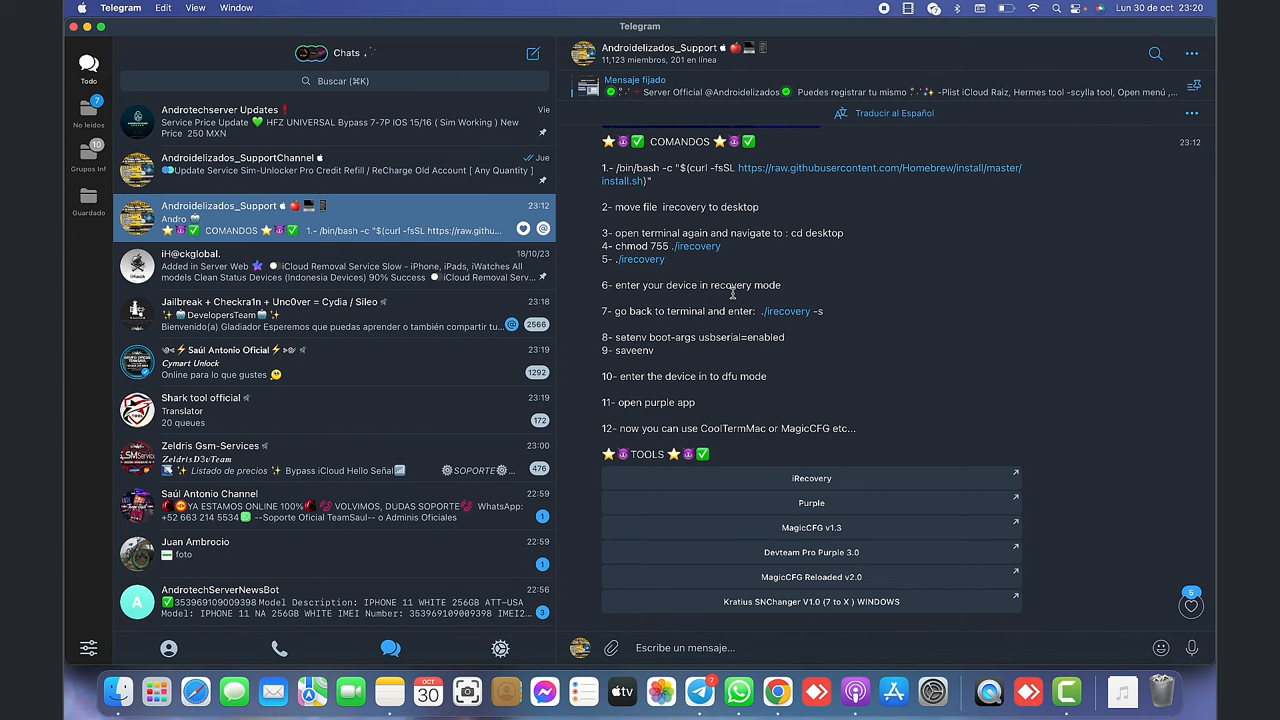 Telegram Edit View Window
Lun 30 de oct 23:20
Telegram
Todo
7
No leidos
10
Grupos Inf
Guardado
Chats
Buscar (⌘K)
Androtechserver Updates❗ Vie
Service Price Update 💚 HFZ UNIVERSAL Bypass 7-7P IOS 15/16 ( Sim Working ) New
Price 250 MXN
Androidelizados_SupportChannel Jue
Update Service Sim-Unlocker Pro Credit Refill / ReCharge Old Account [ Any Quantity ]
Androidelizados_Support 23:12
Andro
⭐😈✅ COMANDOS ⭐😈✅ 1.- /bin/bash -c "$(curl -fsSL https://raw.githu...
iH@ckglobal. 18/10/23
Added in Server Web iCloud Removal Service Slow - iPhone, iPads, iWatches All
models Clean Status Devices (Indonesia Devices) 90% Success iCloud Remov...
Jailbreak + Checkra1n + Unc0ver = Cydia / Sileo 23:18
DevelopersTeam
Bienvenido(a) Gladiador Esperemos que puedas aprender o también compartir tu... @ 2566
Saúl Antonio Oficial 23:19
Cymart Unlock
Online para lo que gustes 1292
Shark tool official 23:19
Translator
20 queues 172
Zeldris Gsm-Services 23:00
Zeldris D3vTeam
Listado de precios Bypass iCloud Hello Señal SOPORTE... 476
Saúl Antonio Channel 22:59
YA ESTAMOS ONLINE 100% VOLVIMOS, DUDAS SOPORTE WhatsApp:
+52 663 214 5534 --Soporte Oficial TeamSaul-- o Adminis Oficiales 1
Juan Ambrocio 22:59
foto 1
AndrotechServerNewsBot 22:56
✅353969109009398 Model Description: IPHONE 11 WHITE 256GB ATT-USA
Model: IPHONE 11 NA 256GB WHITE IMEI Number: 353969109009398 IMEI2... 3
A
Androidelizados_Support
11,123 miembros, 201 en línea
Mensaje fijado
Server Official @Androidelizados✅ Puedes registrar tu mismo -Plist iCloud Raiz, Hermes tool -scylla tool, Open menú ,...
Traducir al Español
⭐😈✅ COMANDOS ⭐😈✅ 23:12
1.- /bin/bash -c "$(curl -fsSL https://raw.githubusercontent.com/Homebrew/install/master/
install.sh)"
2- move file irecovery to desktop
3- open terminal again and navigate to : cd desktop
4- chmod 755 ./irecovery
5- ./irecovery
6- enter your device in recovery mode
7- go back to terminal and enter: ./irecovery -s
8- setenv boot-args usbserial=enabled
9- saveenv
10- enter the device in to dfu mode
11- open purple app
12- now you can use CoolTermMac or MagicCFG etc...
⭐😈TOOLS ⭐😈✅
iRecovery
Purple
MagicCFG v1.3
Devteam Pro Purple 3.0
MagicCFG Reloaded v2.0
Kratius SNChanger V1.0 (7 to X ) WINDOWS
5
Escribe un mensaje...
OCT
30
tv
7